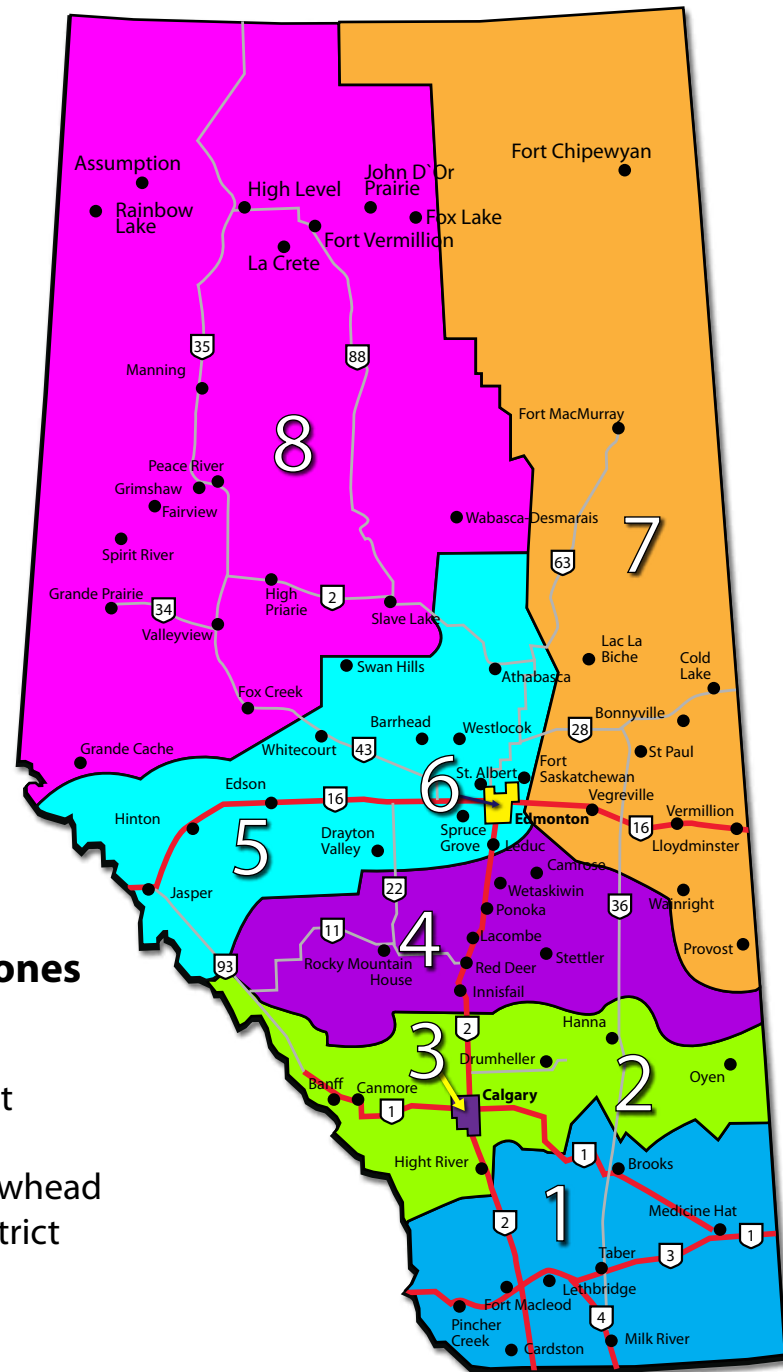 Assumption
Rainbow
Lake
High Level
John D`Or
Prairie
Fox Lake
Fort Vermillion
La Crete
Fort Chipewyan
35
88
Manning
8
Fort MacMurray
Peace River
Grimshaw
Fairview
Wabasca-Desmarais
7
Spirit River
63
Grande Prairie
34
High
Priarie
2
Slave Lake
Valleyview
Lac La
Biche
Cold
Lake
Swan Hills
Athabasca
Fox Creek
Bonnyville
Barrhead
Westlocok
28
Whitecourt
43
St Paul
Grande Cache
6
St. Albert
Fort
Saskatchewan
Edson
16
Vegreville
Vermillion
Hinton
5
Drayton
Valley
Spruce
Grove
Edmonton
16
Lloydminster
Leduc
Camrose
Jasper
22
Wetaskiwin
36
Wainright
Ponoka
11
4
Lacombe
Stettler
Provost
93
Rocky Mountain
House
Red Deer
ones
Innisfail
2
Hanna
3
Drumheller
Oyen
Banff
Canmore
Calgary
2
t
1
1
Hight River
Brooks
whead
1
Medicine Hat
trict
2
1
3
Taber
Lethbridge
Fort Macleod
4
Pincher
Creek
Milk River
Cardston